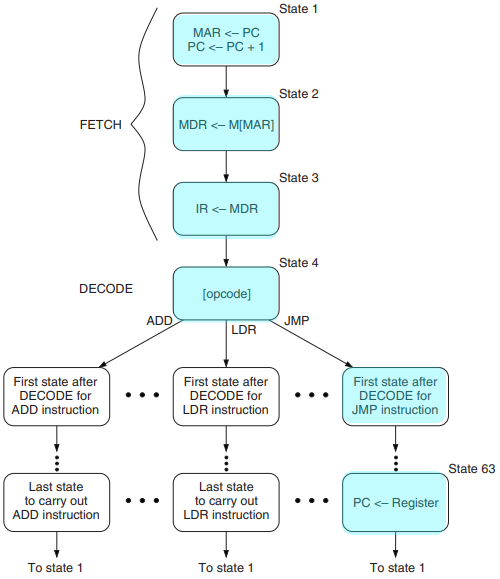 State 1
MAR <– PC
PC <– PC + 1
State 2
FETCH
MDR <– M[MAR]
State 3
IR <– MDR
State 4
DECODE
[opcode]
ADD
LDR
JMP
First state after
DECODE for
ADD instruction
• • •
First state after
DECODE for
LDR instruction
• • •
First state after
DECODE for
JMP instruction
State 63
Last state
to carry out
ADD instruction
• • •
Last state
to carry out
LDR instruction
• • •
PC <– Register
To state 1
To state 1
To state 1